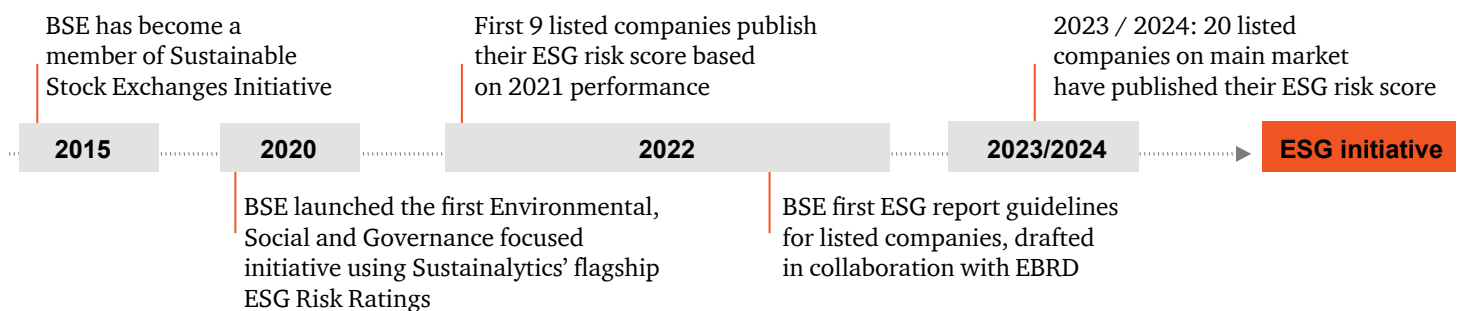 BSE has become a
member of Sustainable
Stock Exchanges Initiative
First 9 listed companies publish
their ESG risk score based
on 2021 performance
2023 / 2024: 20 listed
companies on main market
have published their ESG risk score
2015
2020
2022
2023/2024
ESG initiative
BSE launched the first Environmental,
Social and Governance focused
initiative using Sustainalytics’ flagship
ESG Risk Ratings
BSE first ESG report guidelines
for listed companies, drafted
in collaboration with EBRD